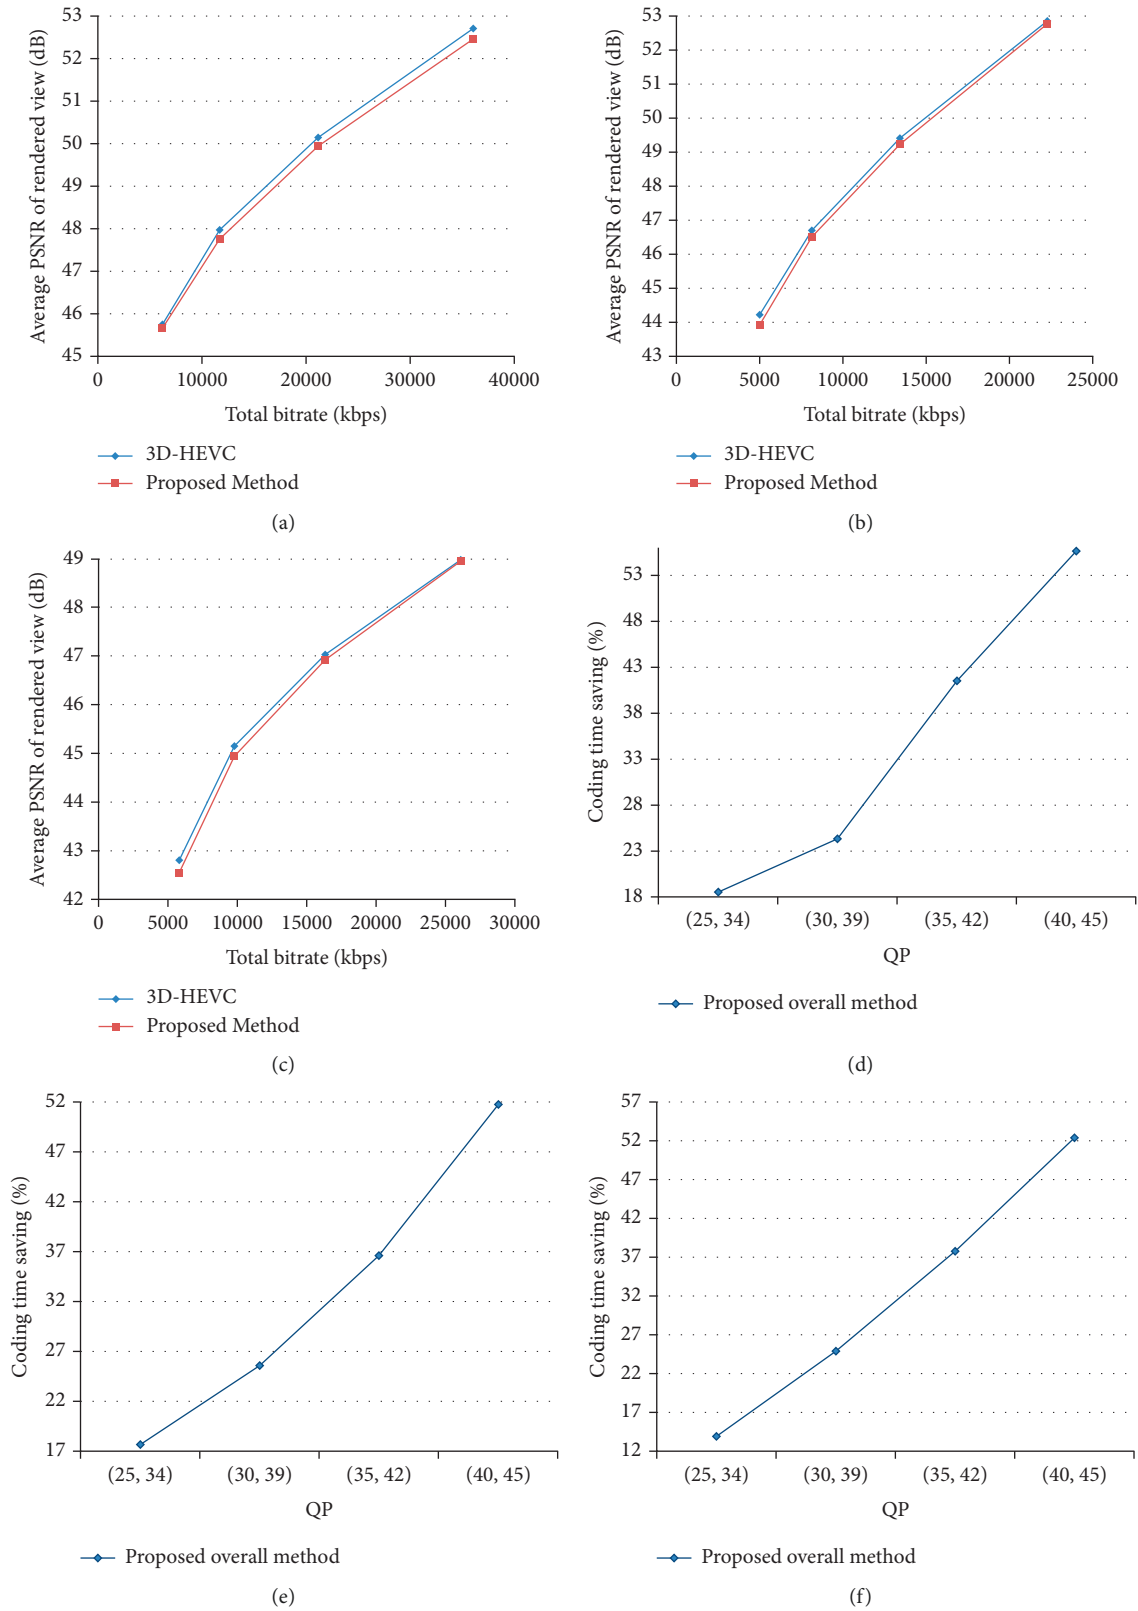 Average PSNR of rendered view (dB)
53
52
51
50
49
48
47
46
45
0 10000 20000 30000 40000
Total bitrate (kbps)
3D-HEVC
Proposed Method
(a)
Average PSNR of rendered view (dB)
53
52
51
50
49
48
47
46
45
44
43
0 5000 10000 15000 20000 25000
Total bitrate (kbps)
3D-HEVC
Proposed Method
(b)
Average PSNR of rendered view (dB)
49
48
47
46
45
44
43
42
0 5000 10000 15000 20000 25000 30000
Total bitrate (kbps)
3D-HEVC
Proposed Method
(c)
Coding time saving (%)
53
48
43
38
33
28
23
18
(25, 34) (30, 39) (35, 42) (40, 45)
QP
Proposed overall method
(d)
Coding time saving (%)
52
47
42
37
32
27
22
17
(25, 34) (30, 39) (35, 42) (40, 45)
QP
Proposed overall method
(e)
Coding time saving (%)
57
52
47
42
37
32
27
22
17
12
(25, 34) (30, 39) (35, 42) (40, 45)
QP
Proposed overall method
(f)